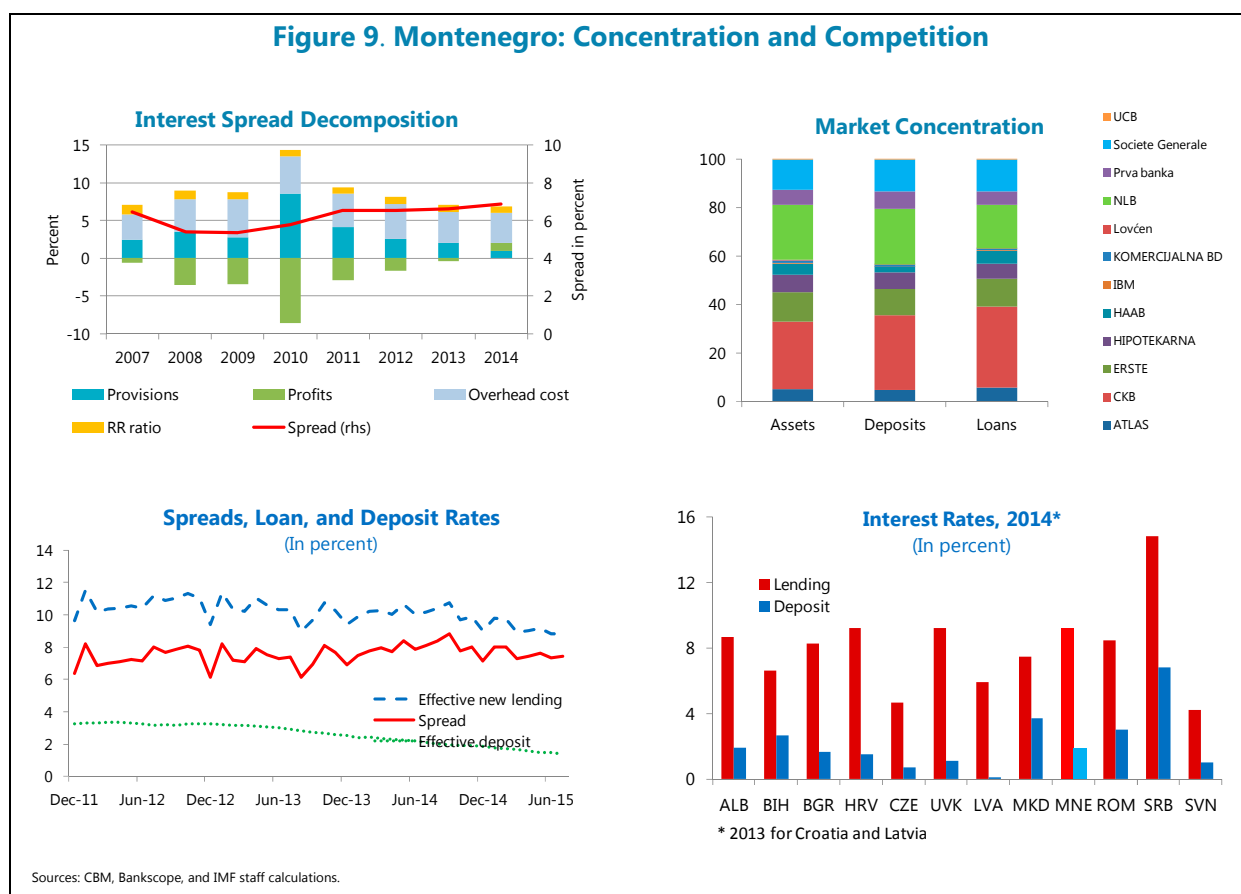 Figure 9. Montenegro: Concentration and Competition
Interest Spread Decomposition
15
10
5
0
-5
-10
Percent
10
8
6
4
2
0
Spread in percent
2007 2008 2009 2010 2011 2012 2013 2014
Provisions Profits Overhead cost
RR ratio Spread (rhs)
Market Concentration
100
80
60
40
20
0
Assets Deposits Loans
UCB
Societe Generale
Prva banka
NLB
Lovćen
KOMERCIJALNA BD
IBM
HAAB
HIPOTEKARNA
ERSTE
CKB
ATLAS
Spreads, Loan, and Deposit Rates
(In percent)
14
12
10
8
6
4
2
0
Effective new lending
Spread
Effective deposit
Dec-11 Jun-12 Dec-12 Jun-13 Dec-13 Jun-14 Dec-14 Jun-15
Interest Rates, 2014*
(In percent)
16
12
8
4
0
Lending
Deposit
ALB BIH BGR HRV CZE UVK LVA MKD MNE ROM SRB SVN
* 2013 for Croatia and Latvia
Sources: CBM, Bankscope, and IMF staff calculations.